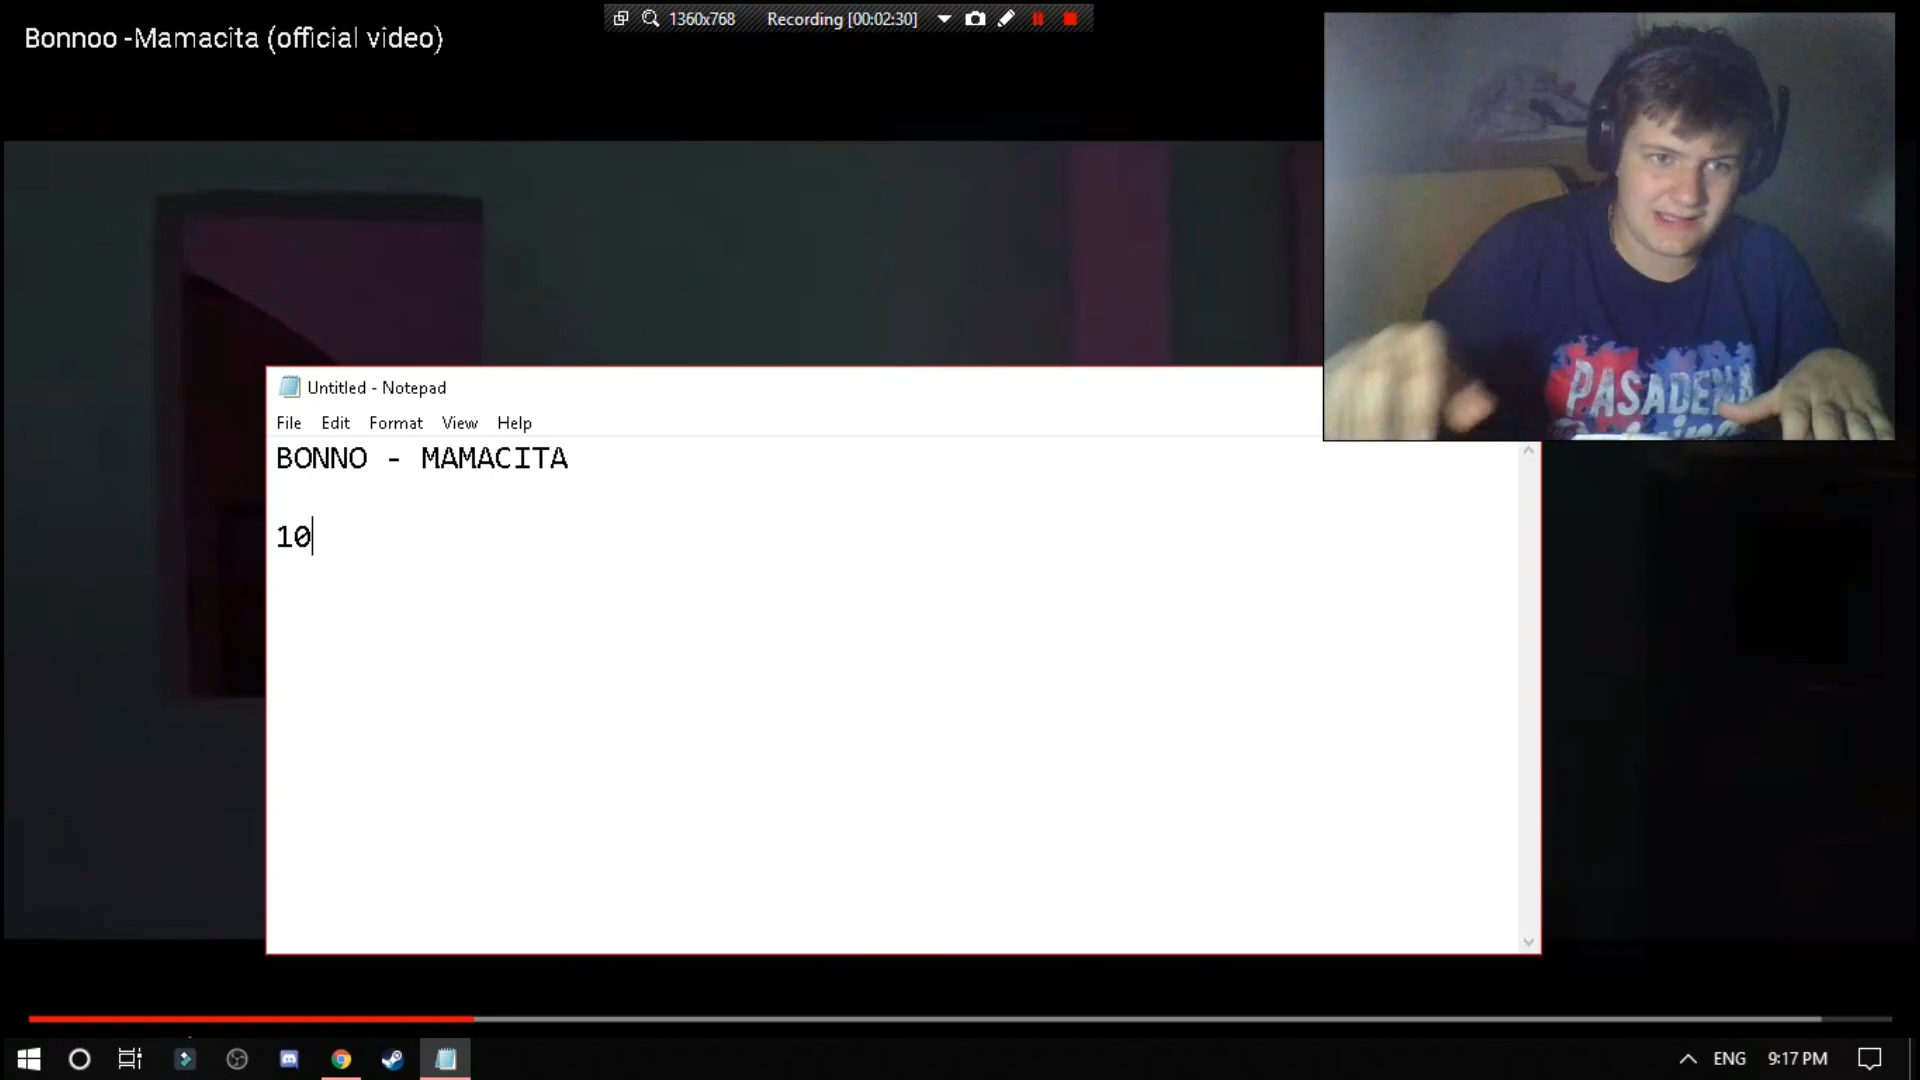 Bonnoo -Mamacita (official video)
1360x768 Recording [00:02:30]
PASADENA
Untitled - Notepad
File Edit Format View Help
BONNO - MAMACITA
10
ENG 9:17 PM